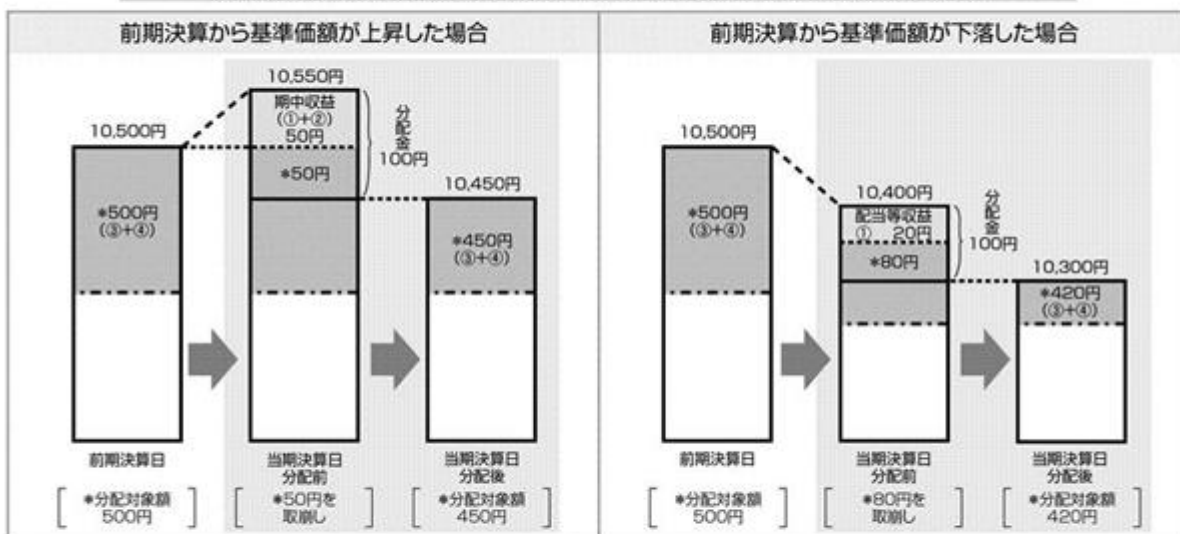 前期決算から基準価額が上昇した場合
10,500円
*500円
(③+④)
10,550円
期中収益
(①+②)
50円
*50円
分配金
100円
10,450円
*450円
(③+④)
前期決算日
当期決算日
分配前
当期決算日
分配後
*分配対象額
500円
*50円を
取崩し
*分配対象額
450円
前期決算から基準価額が下落した場合
10,500円
*500円
(③+④)
10,400円
配当等収益
① 20円
*80円
分配金
100円
10,300円
*420円
(③+④)
前期決算日
当期決算日
分配前
当期決算日
分配後
*分配対象額
500円
*80円を
取崩し
*分配対象額
420円